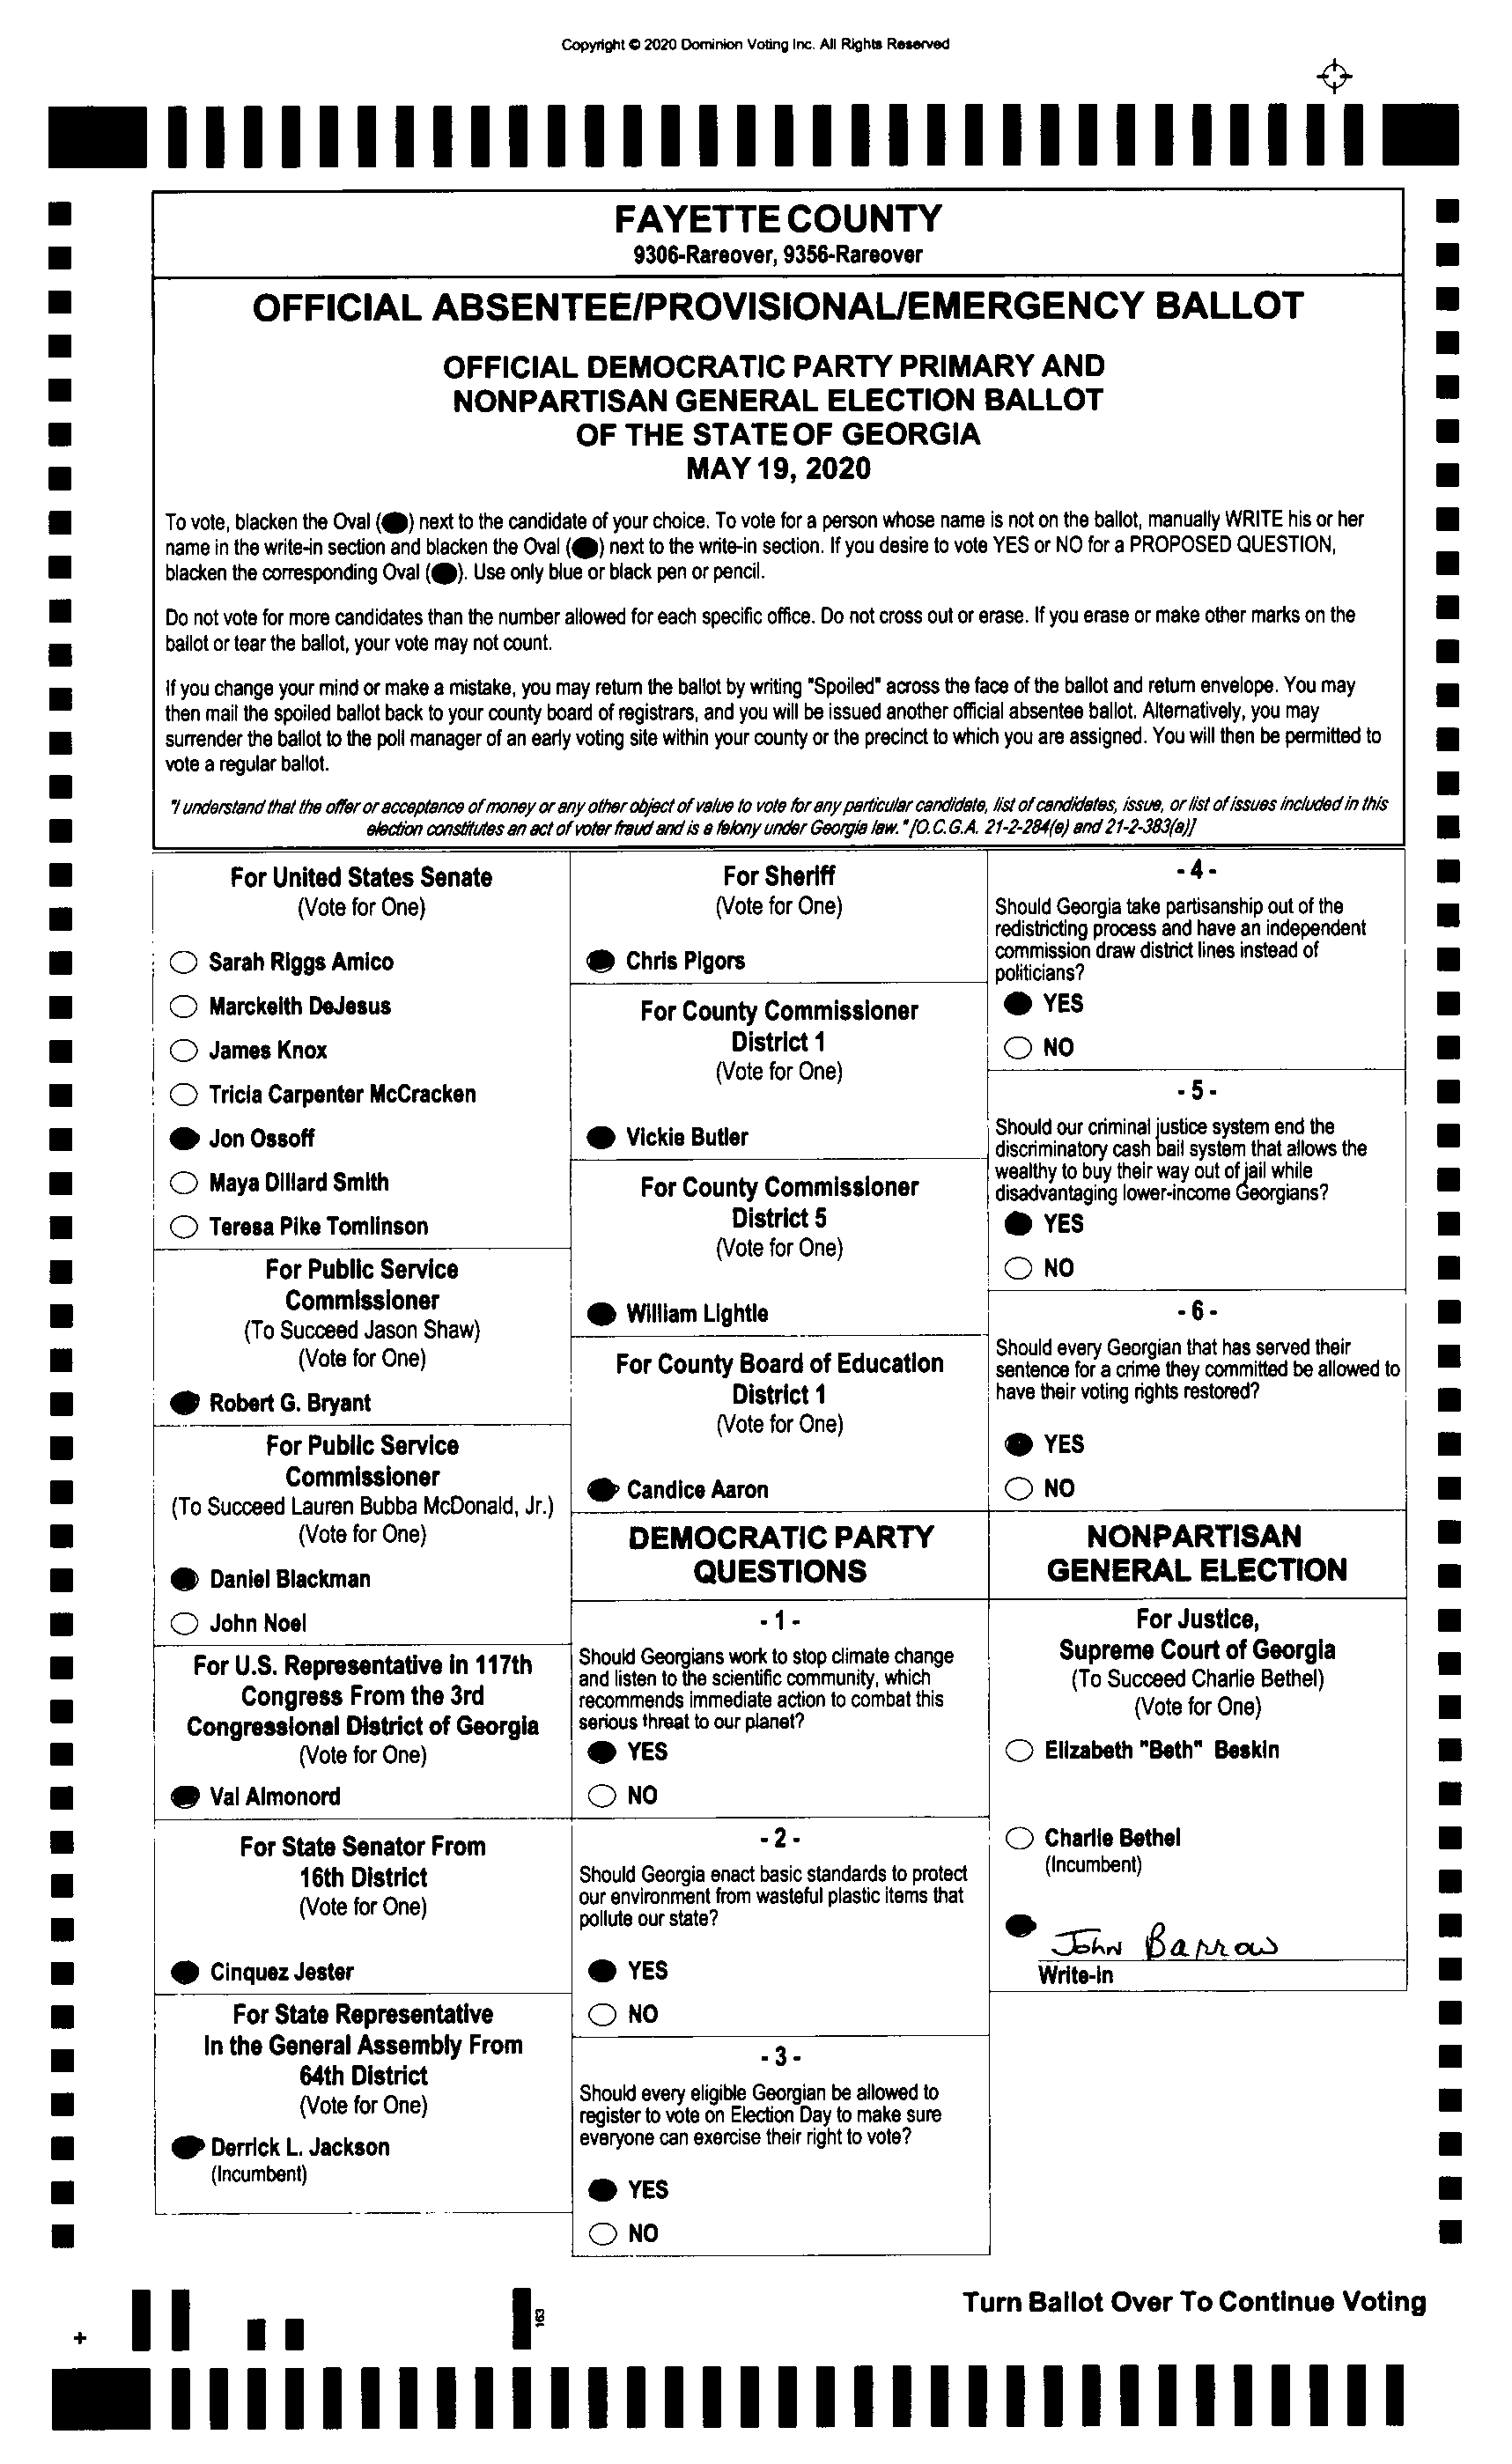 Copyright © 2020 Dominion Voting Inc. All Rights Reserved
FAYETTE COUNTY
9306-Rareover, 9356-Rareover
OFFICIAL ABSENTEE/PROVISIONAL/EMERGENCY BALLOT
OFFICIAL DEMOCRATIC PARTY PRIMARY AND
NONPARTISAN GENERAL ELECTION BALLOT
OF THE STATE OF GEORGIA
MAY 19, 2020
To vote, blacken the Oval ( ) next to the candidate of your choice. To vote for a person whose name is not on the ballot, manually WRITE his or her
name in the write-in section and blacken the Oval ( ) next to the write-in section. If you desire to vote YES or NO for a PROPOSED QUESTION,
blacken the corresponding Oval ( ). Use only blue or black pen or pencil.
Do not vote for more candidates than the number allowed for each specific office. Do not cross out or erase. If you erase or make other marks on the
ballot or tear the ballot, your vote may not count.
If you change your mind or make a mistake, you may return the ballot by writing "Spoiled" across the face of the ballot and return envelope. You may
then mail the spoiled ballot back to your county board of registrars, and you will be issued another official absentee ballot. Alternatively, you may
surrender the ballot to the poll manager of an early voting site within your county or the precinct to which you are assigned. You will then be permitted to
vote a regular ballot.
"I understand that the offer or acceptance of money or any other object of value to vote for any particular candidate, list of candidates, issue, or list of issues included in this
election constitutes an act of voter fraud and is a felony under Georgia law." [O.C.G.A. 21-2-284(e) and 21-2-383(a)]
For United States Senate
(Vote for One)
Sarah Riggs Amico
Marckeith DeJesus
James Knox
Tricia Carpenter McCracken
Jon Ossoff
Maya Dillard Smith
Teresa Pike Tomlinson
For Public Service
Commissioner
(To Succeed Jason Shaw)
(Vote for One)
Robert G. Bryant
For Public Service
Commissioner
(To Succeed Lauren Bubba McDonald, Jr.)
(Vote for One)
Daniel Blackman
John Noel
For U.S. Representative in 117th
Congress From the 3rd
Congressional District of Georgia
(Vote for One)
Val Almonord
For State Senator From
16th District
(Vote for One)
Cinquez Jester
For State Representative
In the General Assembly From
64th District
(Vote for One)
Derrick L. Jackson
(Incumbent)
For Sheriff
(Vote for One)
Chris Pigors
For County Commissioner
District 1
(Vote for One)
Vickie Butler
For County Commissioner
District 5
(Vote for One)
William Lightle
For County Board of Education
District 1
(Vote for One)
Candice Aaron
DEMOCRATIC PARTY
QUESTIONS
- 1 -
Should Georgians work to stop climate change
and listen to the scientific community, which
recommends immediate action to combat this
serious threat to our planet?
YES
NO
- 2 -
Should Georgia enact basic standards to protect
our environment from wasteful plastic items that
pollute our state?
YES
NO
- 3 -
Should every eligible Georgian be allowed to
register to vote on Election Day to make sure
everyone can exercise their right to vote?
YES
NO
- 4 -
Should Georgia take partisanship out of the
redistricting process and have an independent
commission draw district lines instead of
politicians?
YES
NO
- 5 -
Should our criminal justice system end the
discriminatory cash bail system that allows the
wealthy to buy their way out of jail while
disadvantaging lower-income Georgians?
YES
NO
- 6 -
Should every Georgian that has served their
sentence for a crime they committed be allowed to
have their voting rights restored?
YES
NO
NONPARTISAN
GENERAL ELECTION
For Justice,
Supreme Court of Georgia
(To Succeed Charlie Bethel)
(Vote for One)
Elizabeth "Beth" Beskin
Charlie Bethel
(Incumbent)
John Barrow
Write-in
Turn Ballot Over To Continue Voting
163
+